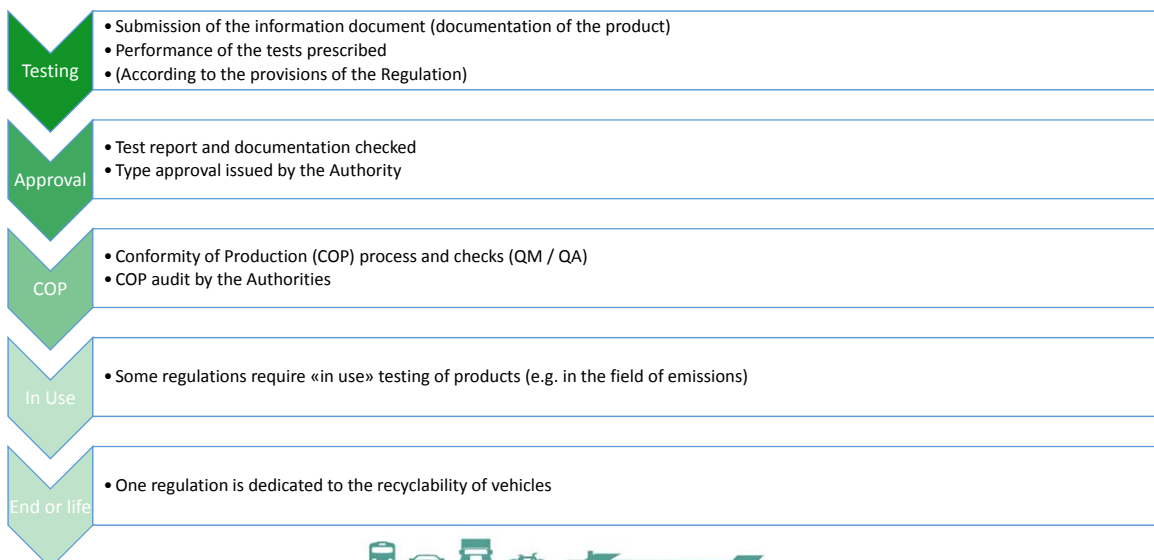 Testing
• Submission of the information document (documentation of the product)
• Performance of the tests prescribed
• (According to the provisions of the Regulation)
Approval
• Test report and documentation checked
• Type approval issued by the Authority
COP
• Conformity of Production (COP) process and checks (QM / QA)
• COP audit by the Authorities
In Use
• Some regulations require «in use» testing of products (e.g. in the field of emissions)
End or life
• One regulation is dedicated to the recyclability of vehicles